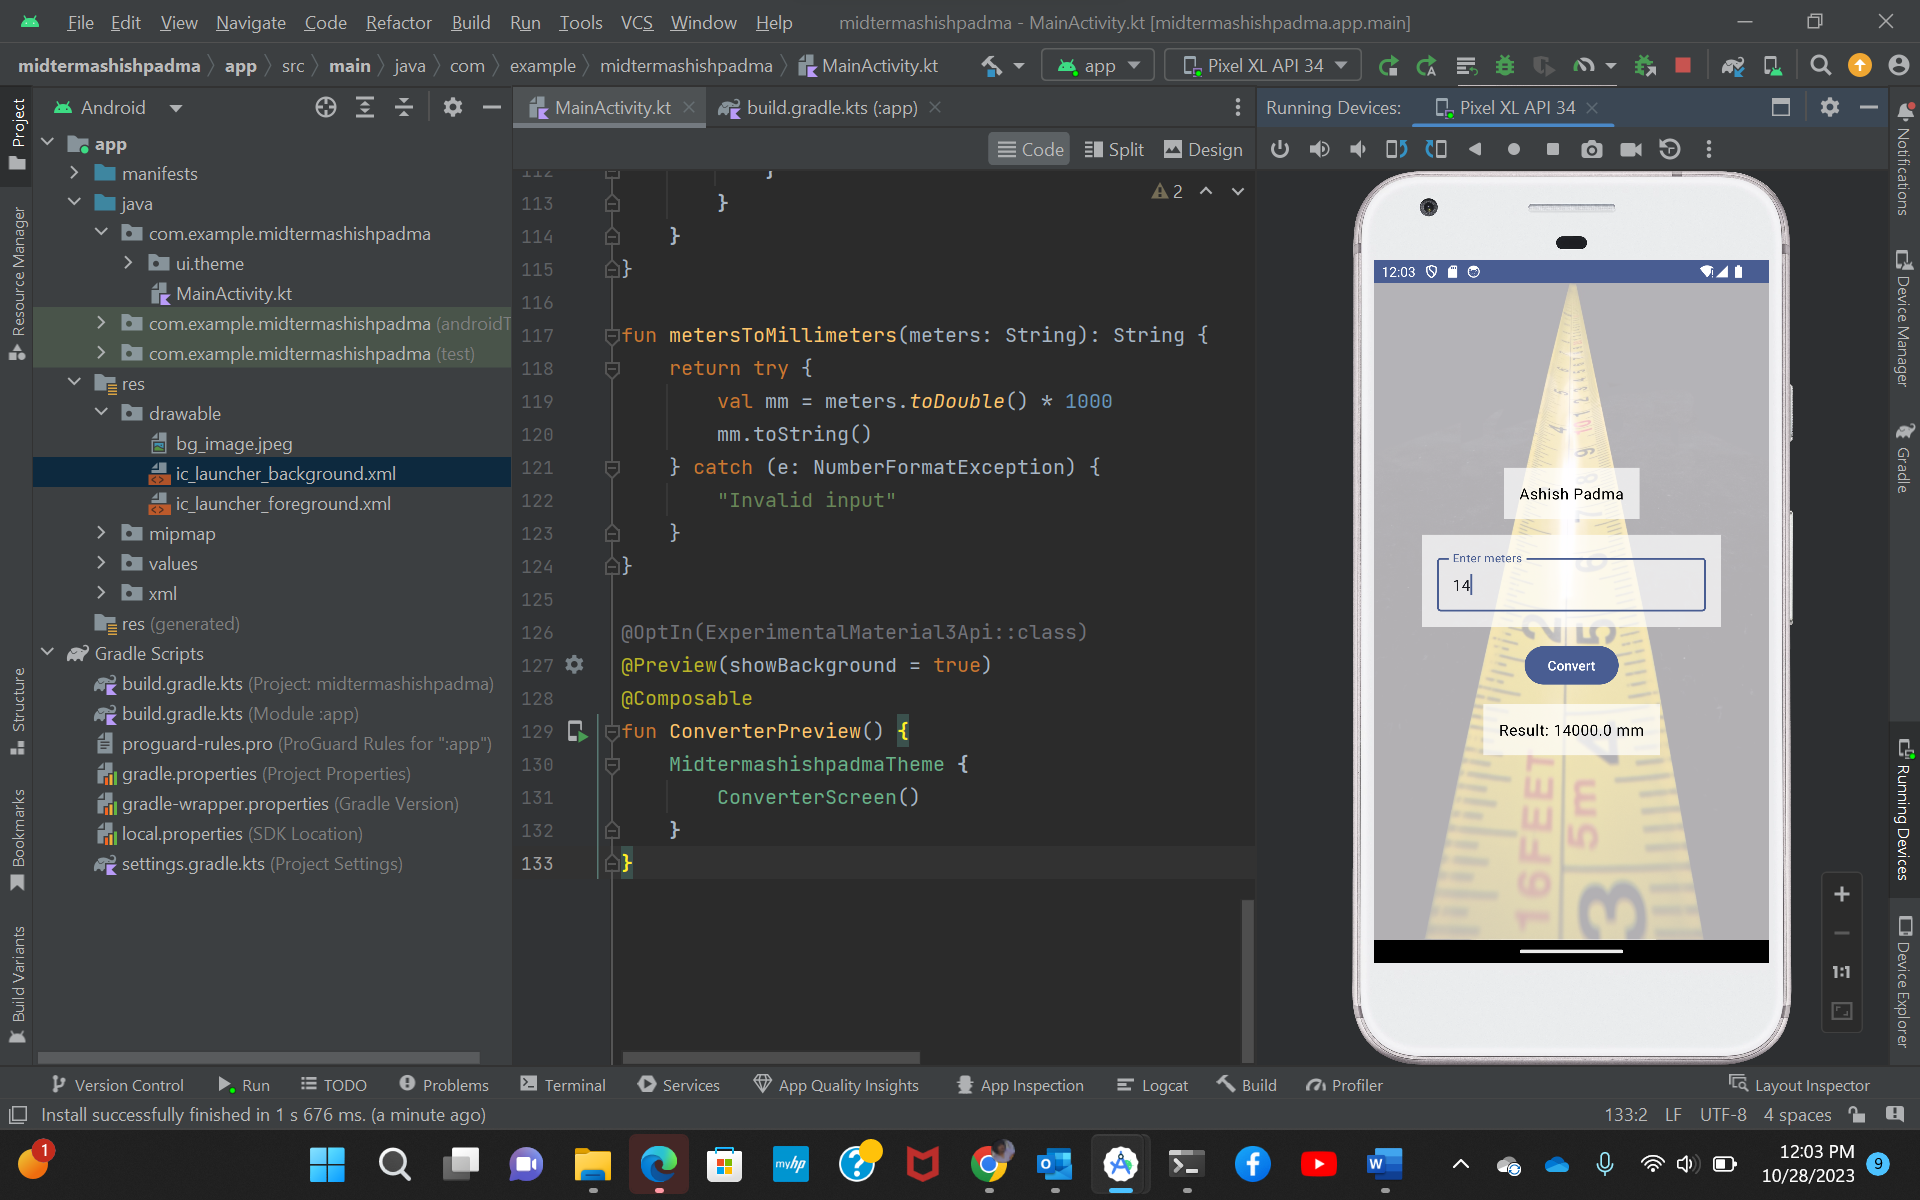 File Edit View Navigate Code Refactor Build Run Tools VCS Window Help midtermashishpadma - MainActivity.kt [midtermashishpadma.app.main]
midtermashishpadma app src main java com example midtermashishpadma MainActivity.kt app Pixel XL API 34
Android
MainActivity.kt build.gradle.kts (:app)
Running Devices: Pixel XL API 34
Code Split Design
Project
Resource Manager
Structure
Bookmarks
Build Variants
app
manifests
java
com.example.midtermashishpadma
ui.theme
MainActivity.kt
com.example.midtermashishpadma (androidT
com.example.midtermashishpadma (test)
res
drawable
bg_image.jpeg
ic_launcher_background.xml
ic_launcher_foreground.xml
mipmap
values
xml
res (generated)
Gradle Scripts
build.gradle.kts (Project: midtermashishpadma)
build.gradle.kts (Module :app)
proguard-rules.pro (ProGuard Rules for ":app")
gradle.properties (Project Properties)
gradle-wrapper.properties (Gradle Version)
local.properties (SDK Location)
settings.gradle.kts (Project Settings)
2
112 }
113 }
114 }
115 }
116
117 fun metersToMillimeters(meters: String): String {
118 return try {
119 val mm = meters.toDouble() * 1000
120 mm.toString()
121 } catch (e: NumberFormatException) {
122 "Invalid input"
123 }
124 }
125
126 @OptIn(ExperimentalMaterial3Api::class)
127 @Preview(showBackground = true)
128 @Composable
129 fun ConverterPreview() {
130 MidtermashishpadmaTheme {
131 ConverterScreen()
132 }
133 }
12:03
Ashish Padma
Enter meters
14
Convert
Result: 14000.0 mm
16FEET
5m
3
1:1
Notifications
Device Manager
Gradle
Running Devices
Device Explorer
Version Control Run TODO Problems Terminal Services App Quality Insights App Inspection Logcat Build Profiler Layout Inspector
Install successfully finished in 1 s 676 ms. (a minute ago) 133:2 LF UTF-8 4 spaces
1
myhp
12:03 PM
10/28/2023
9